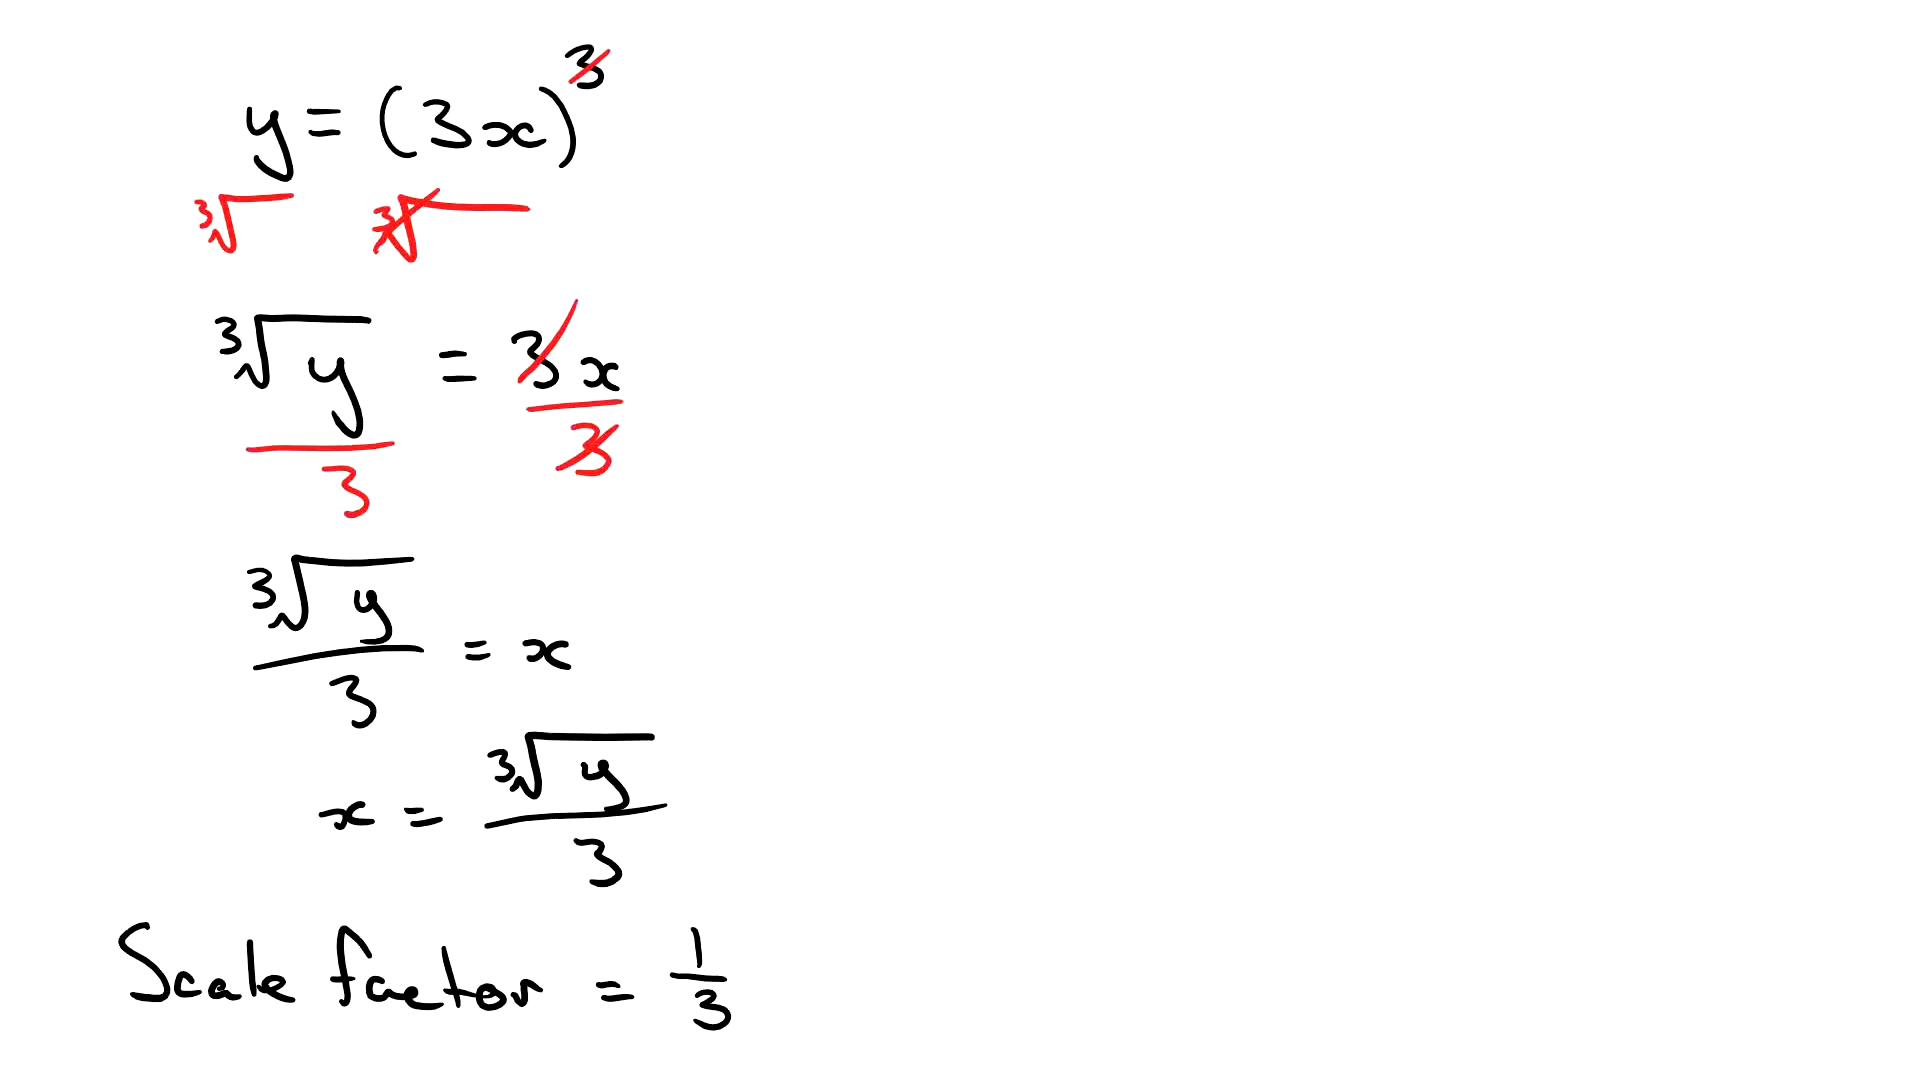 y = (3x)^3
∛ ∛
∛y = 3x
3 3
∛y
3 = x
x = ∛y
3
Scale factor = 1/3